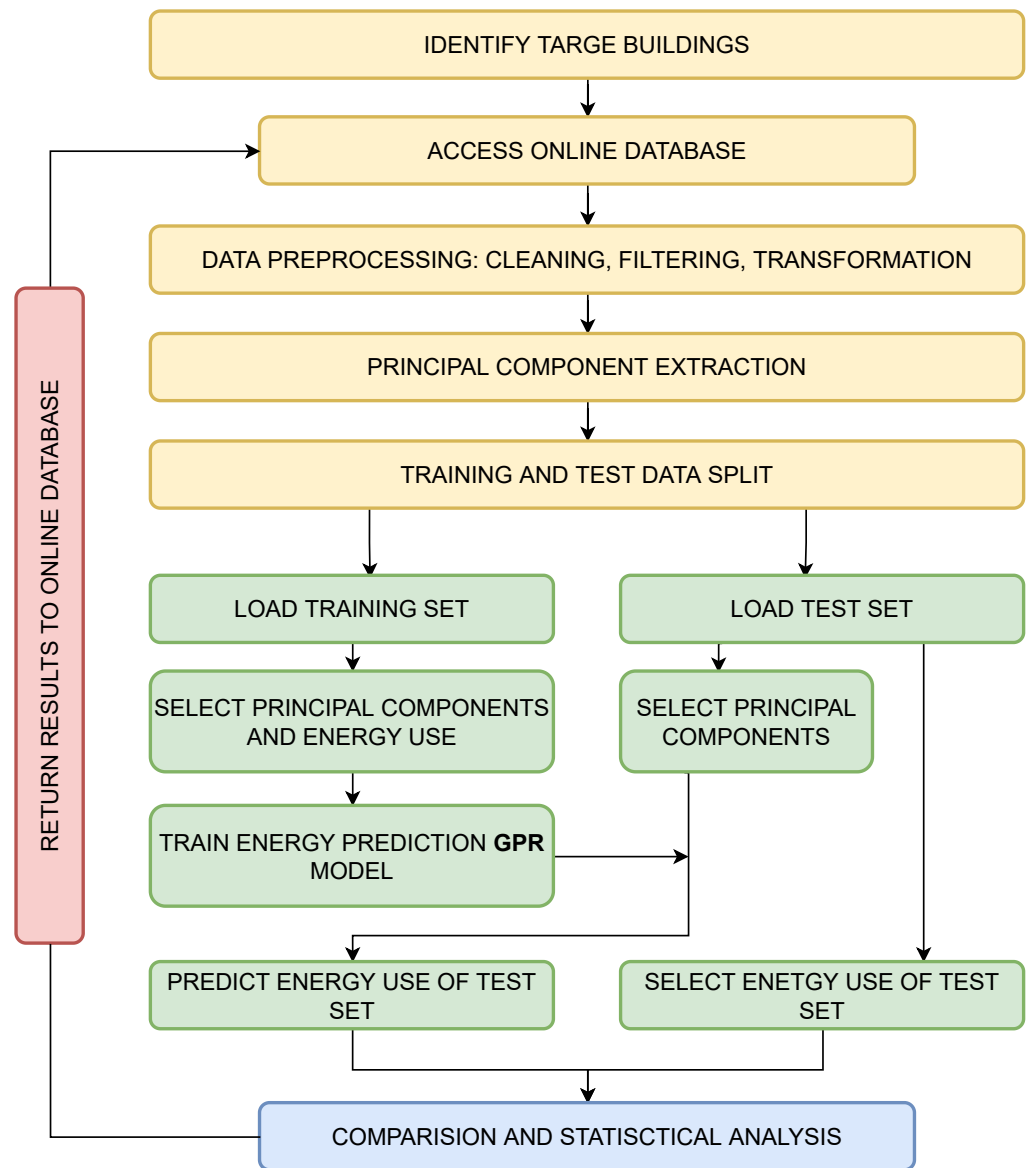 IDENTIFY TARGE BUILDINGS
ACCESS ONLINE DATABASE
DATA PREPROCESSING: CLEANING, FILTERING, TRANSFORMATION
PRINCIPAL COMPONENT EXTRACTION
TRAINING AND TEST DATA SPLIT
RETURN RESULTS TO ONLINE DATABASE
LOAD TRAINING SET
LOAD TEST SET
SELECT PRINCIPAL COMPONENTS
AND ENERGY USE
SELECT PRINCIPAL
COMPONENTS
TRAIN ENERGY PREDICTION GPR
MODEL
PREDICT ENERGY USE OF TEST
SET
SELECT ENETGY USE OF TEST
SET
COMPARISION AND STATISCTICAL ANALYSIS